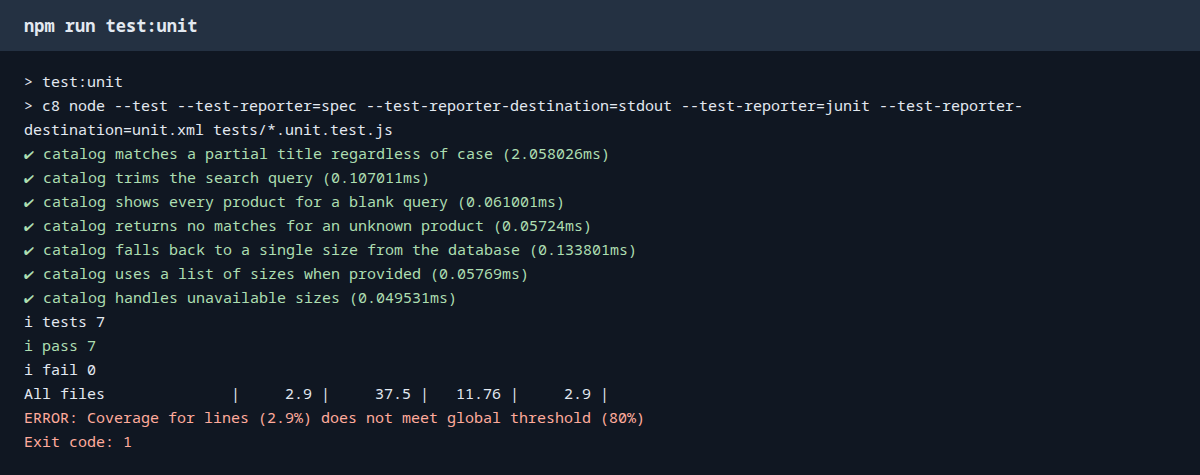 npm run test:unit
> test:unit
> c8 node --test --test-reporter=spec --test-reporter-destination=stdout --test-reporter=junit --test-reporter-
destination=unit.xml tests/*.unit.test.js
✔ catalog matches a partial title regardless of case (2.058026ms)
✔ catalog trims the search query (0.107011ms)
✔ catalog shows every product for a blank query (0.061001ms)
✔ catalog returns no matches for an unknown product (0.05724ms)
✔ catalog falls back to a single size from the database (0.133801ms)
✔ catalog uses a list of sizes when provided (0.05769ms)
✔ catalog handles unavailable sizes (0.049531ms)
i tests 7
i pass 7
i fail 0
All files              |     2.9 |     37.5 |   11.76 |     2.9 |
ERROR: Coverage for lines (2.9%) does not meet global threshold (80%)
Exit code: 1